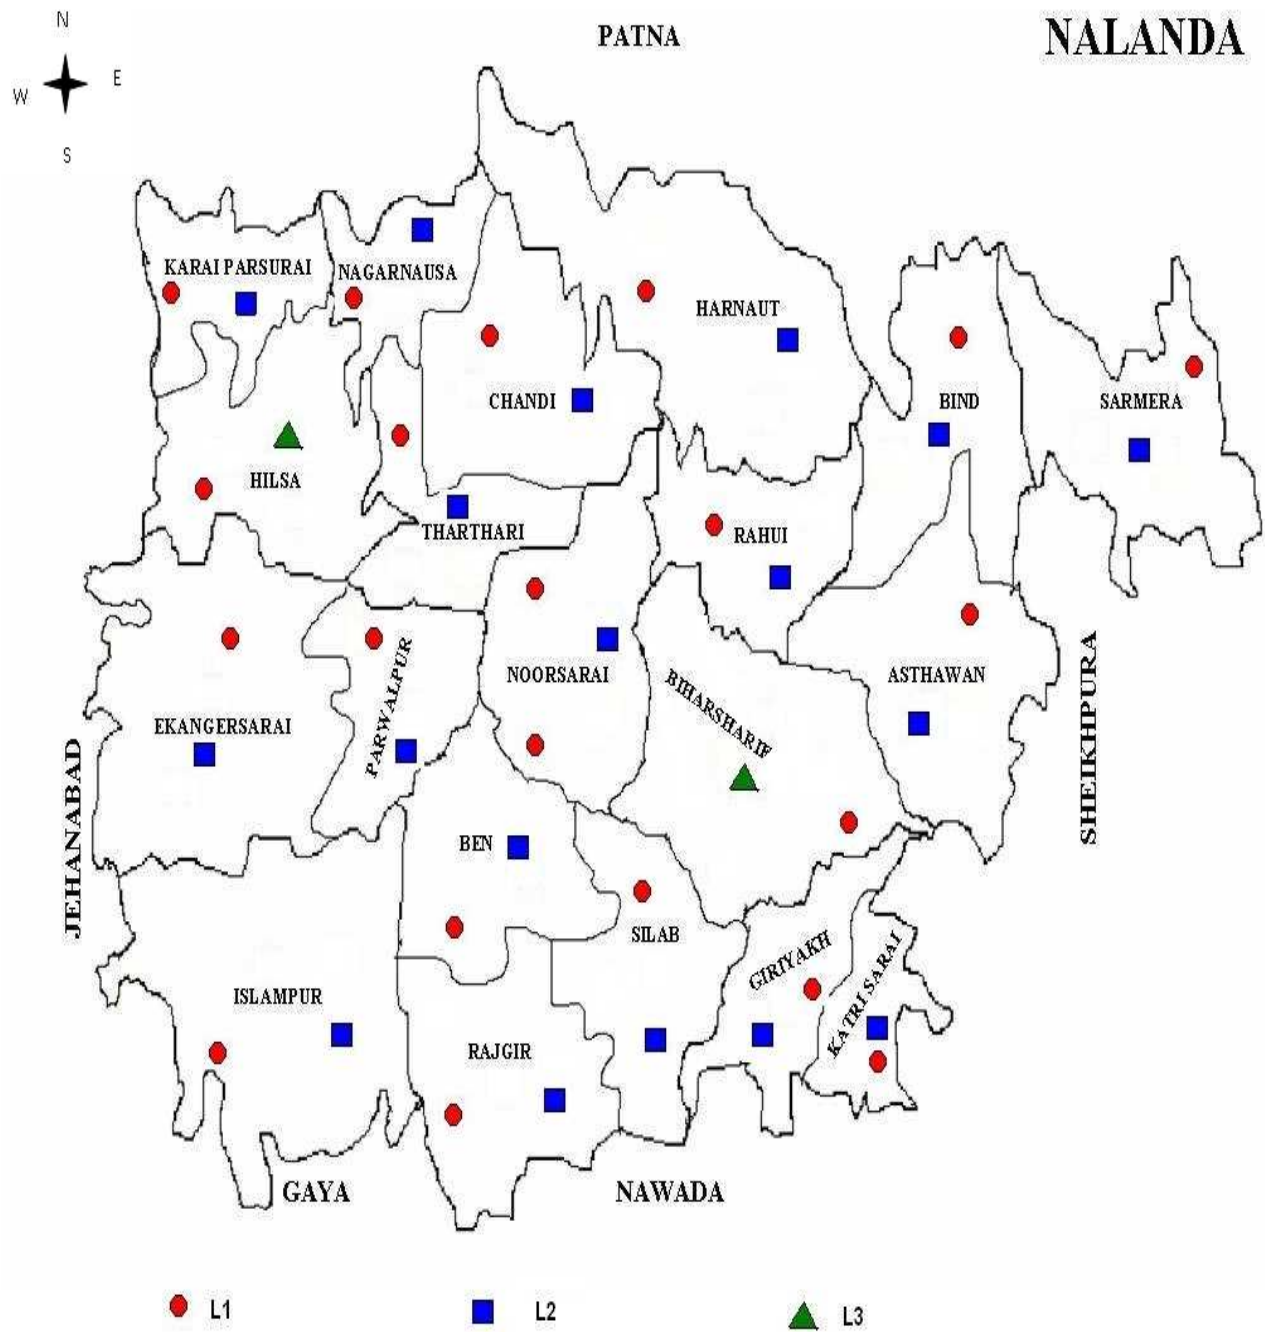 N
PATNA
NALANDA
W
E
S
KARAI PARSURAI
NAGARNAUSA
HARNAUT
CHANDI
BIND
SARMERA
HILSA
THARTHARI
RAHUI
NOORSARAI
BIHARSHARIF
ASTHAWAN
PARWALPUR
EKANGERSARAI
SHEIKHPURA
JEHANABAD
BEN
SILAB
GIRIYAKH
KATRI SARAI
ISLAMPUR
RAJGIR
GAYA
NAWADA
L1
L2
L3